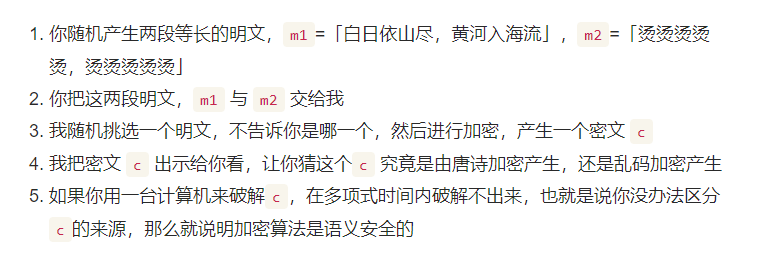 1. 你随机产生两段等长的明文，m1=「白日依山尽，黄河入海流」，m2=「烫烫烫烫
烫，烫烫烫烫烫」
2. 你把这两段明文，m1 与 m2 交给我
3. 我随机挑选一个明文，不告诉你是哪一个，然后进行加密，产生一个密文 c
4. 我把密文 c 出示给你看，让你猜这个c 究竟是由唐诗加密产生，还是乱码加密产生
5. 如果你用一台计算机来破解c，在多项式时间内破解不出来，也就是说你没办法区分
c 的来源，那么就说明加密算法是语义安全的